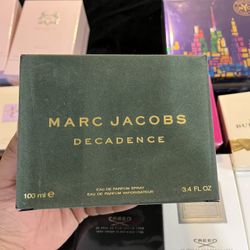 MARC JACOBS
DECADENCE
EAU DE PARFUM SPRAY
EAU DE PARFUM VAPORISATEUR
100 ml ℮
3.4 FL OZ
CREED
CREED